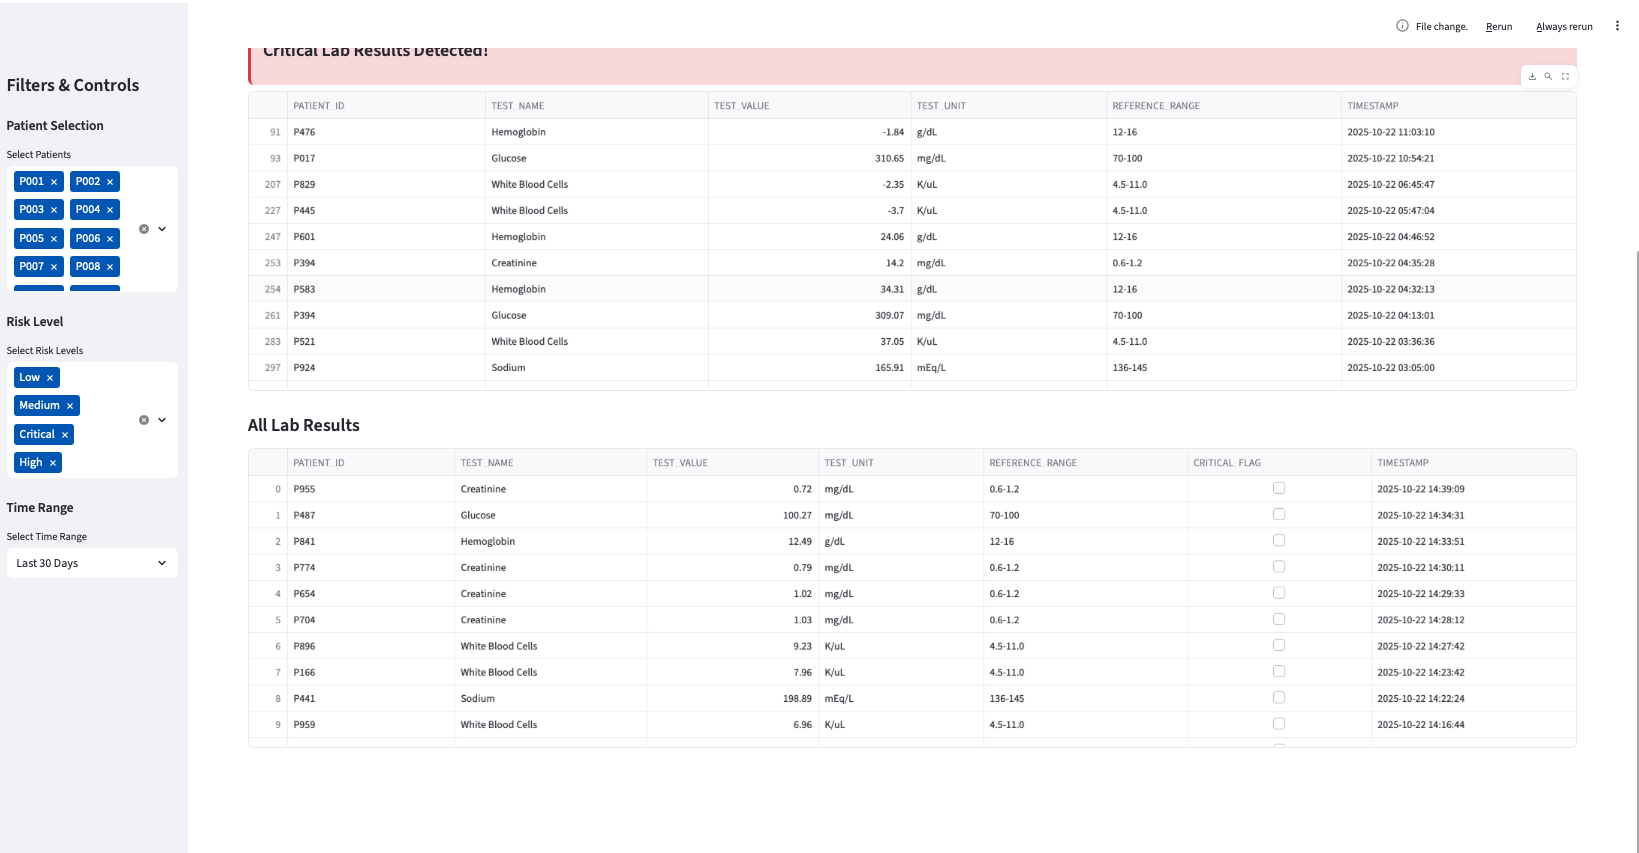 File change. Rerun Always rerun
Filters & Controls
Patient Selection
Select Patients
P001 × P002 ×
P003 × P004 ×
P005 × P006 ×
P007 × P008 ×
Risk Level
Select Risk Levels
Low ×
Medium ×
Critical ×
High ×
Time Range
Select Time Range
Last 30 Days
Critical Lab Results Detected!
PATIENT_ID TEST_NAME TEST_VALUE TEST_UNIT REFERENCE_RANGE TIMESTAMP
91 P476 Hemoglobin -1.84 g/dL 12-16 2025-10-22 11:03:10
93 P017 Glucose 310.65 mg/dL 70-100 2025-10-22 10:54:21
207 P829 White Blood Cells -2.35 K/uL 4.5-11.0 2025-10-22 06:45:47
227 P445 White Blood Cells -3.7 K/uL 4.5-11.0 2025-10-22 05:47:04
247 P601 Hemoglobin 24.06 g/dL 12-16 2025-10-22 04:46:52
253 P394 Creatinine 14.2 mg/dL 0.6-1.2 2025-10-22 04:35:28
254 P583 Hemoglobin 34.31 g/dL 12-16 2025-10-22 04:32:13
261 P394 Glucose 309.07 mg/dL 70-100 2025-10-22 04:13:01
283 P521 White Blood Cells 37.05 K/uL 4.5-11.0 2025-10-22 03:36:36
297 P924 Sodium 165.91 mEq/L 136-145 2025-10-22 03:05:00
All Lab Results
PATIENT_ID TEST_NAME TEST_VALUE TEST_UNIT REFERENCE_RANGE CRITICAL_FLAG TIMESTAMP
0 P955 Creatinine 0.72 mg/dL 0.6-1.2 2025-10-22 14:39:09
1 P487 Glucose 100.27 mg/dL 70-100 2025-10-22 14:34:31
2 P841 Hemoglobin 12.49 g/dL 12-16 2025-10-22 14:33:51
3 P774 Creatinine 0.79 mg/dL 0.6-1.2 2025-10-22 14:30:11
4 P654 Creatinine 1.02 mg/dL 0.6-1.2 2025-10-22 14:29:33
5 P704 Creatinine 1.03 mg/dL 0.6-1.2 2025-10-22 14:28:12
6 P896 White Blood Cells 9.23 K/uL 4.5-11.0 2025-10-22 14:27:42
7 P166 White Blood Cells 7.96 K/uL 4.5-11.0 2025-10-22 14:23:42
8 P441 Sodium 198.89 mEq/L 136-145 2025-10-22 14:22:24
9 P959 White Blood Cells 6.96 K/uL 4.5-11.0 2025-10-22 14:16:44